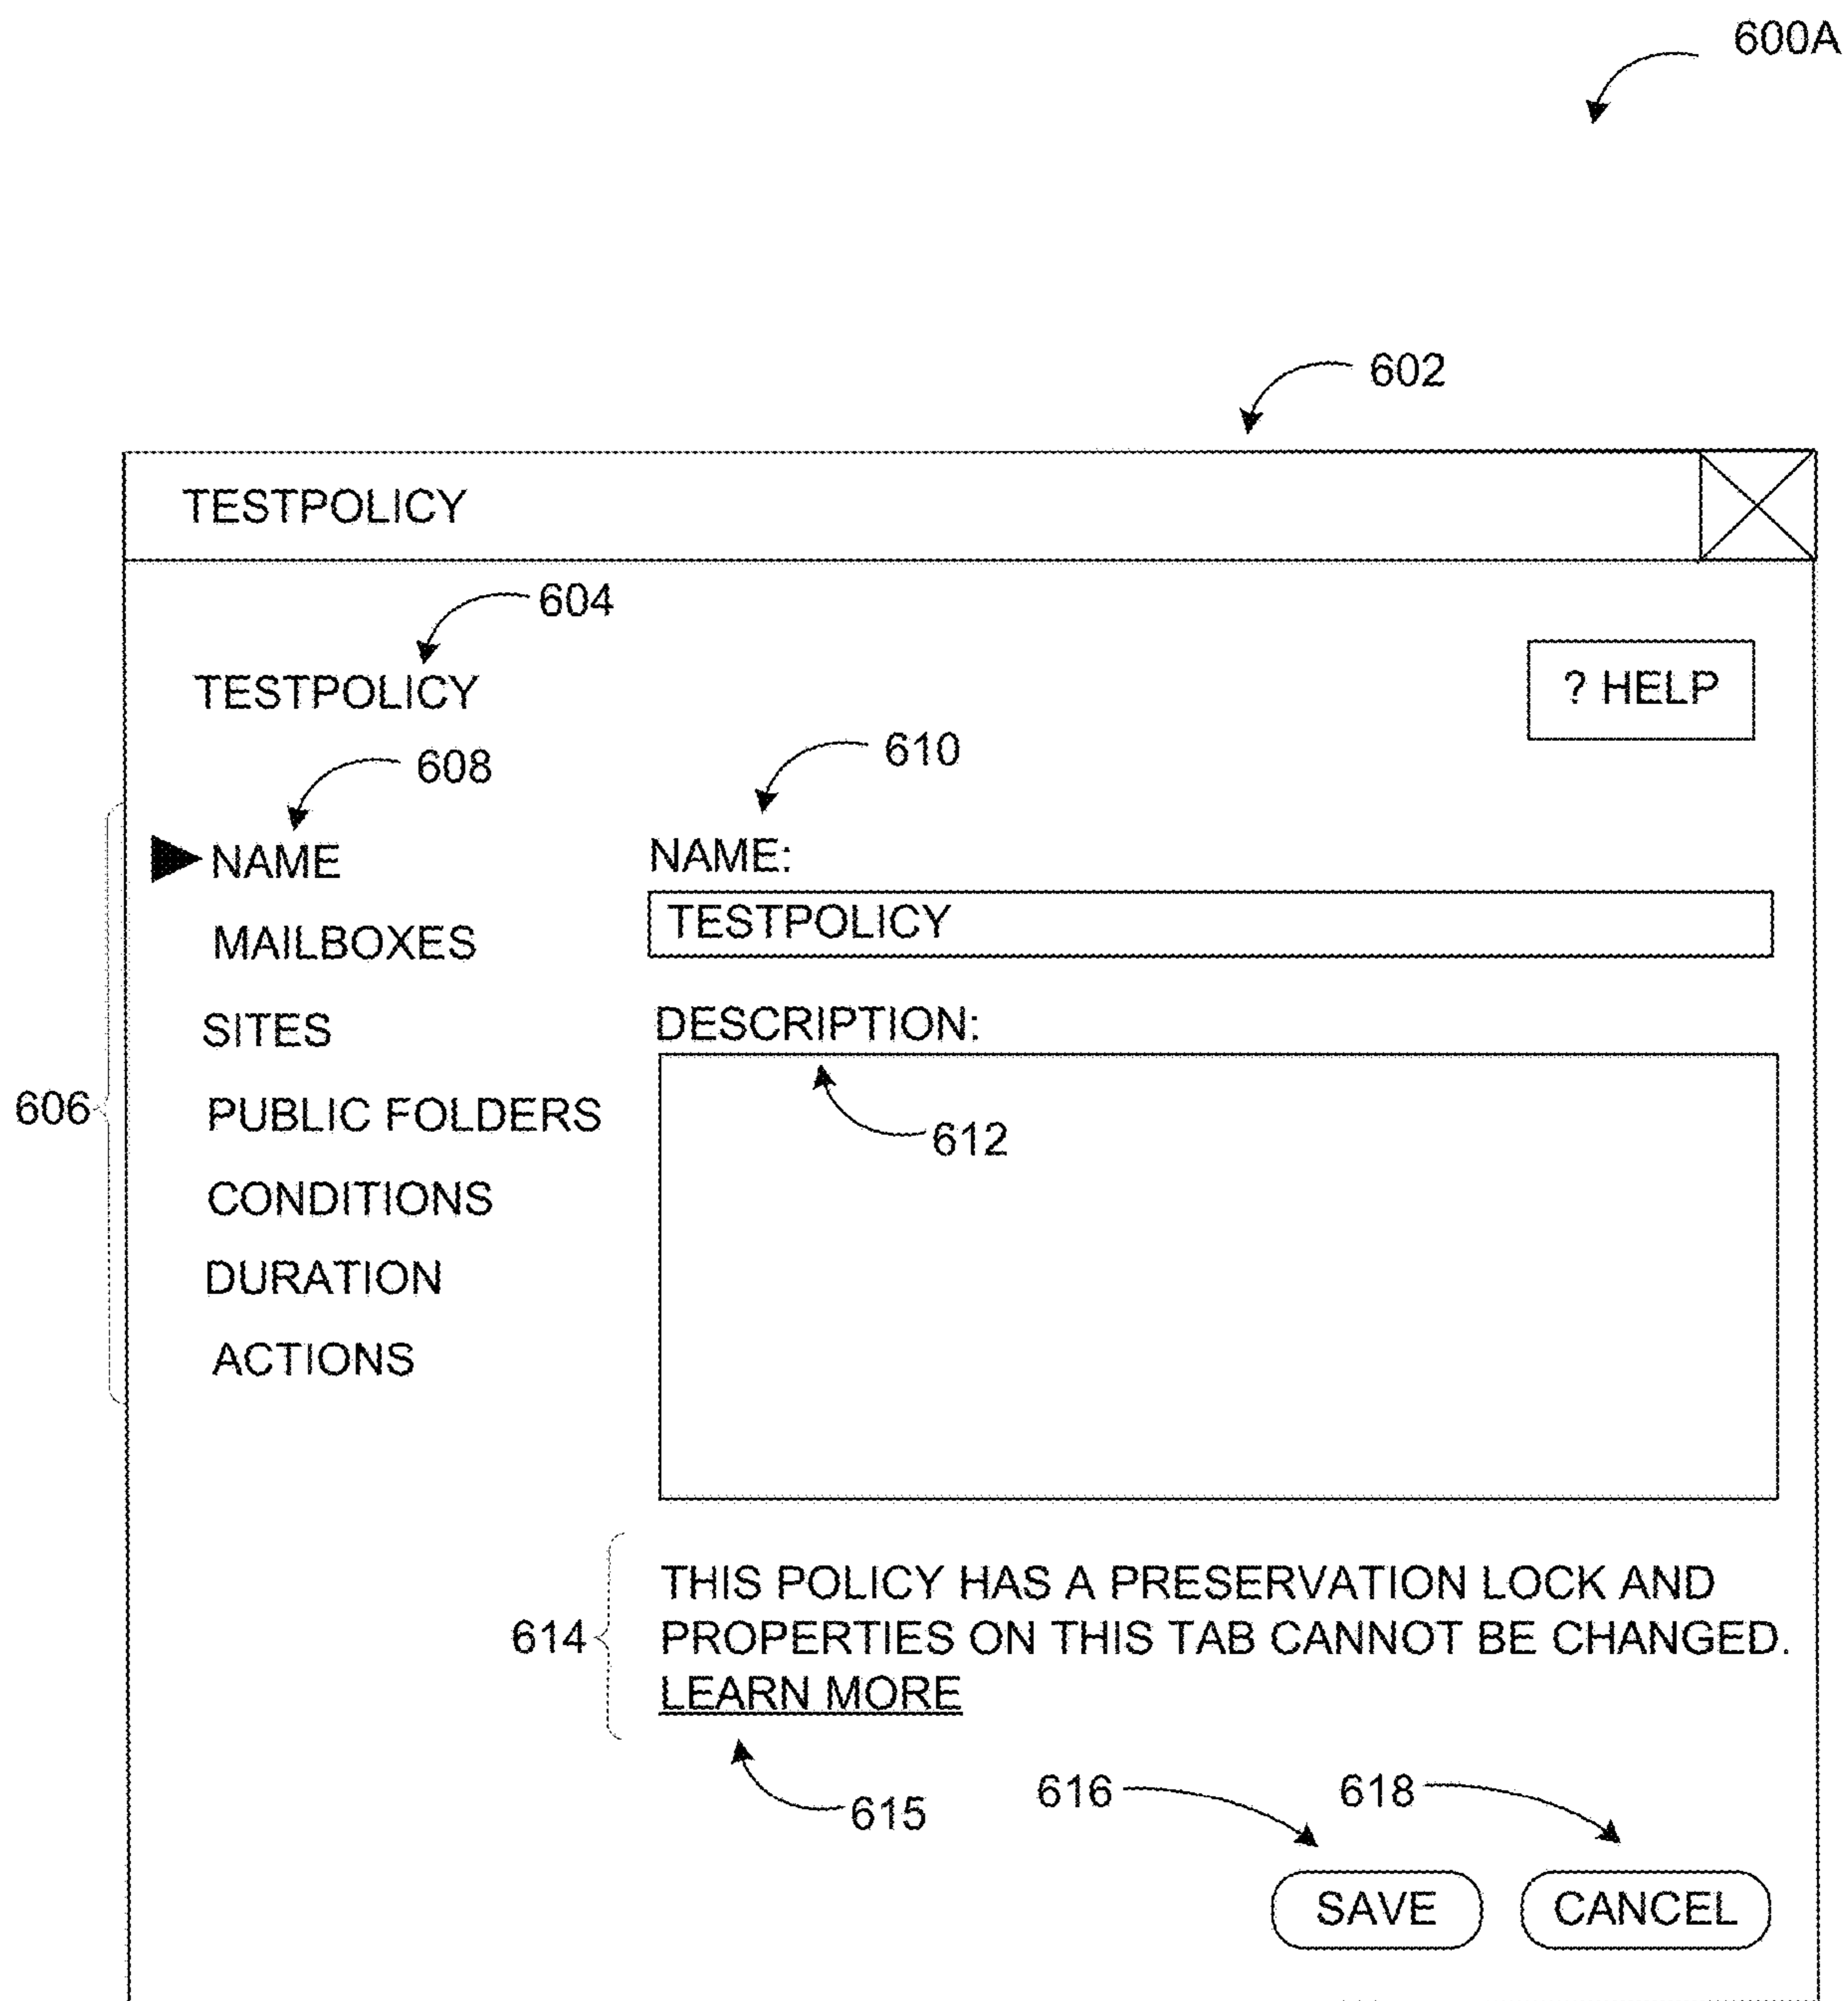 600A
602
TESTPOLICY
604
TESTPOLICY
? HELP
608
610
NAME
NAME:
MAILBOXES
TESTPOLICY
SITES
DESCRIPTION:
606
PUBLIC FOLDERS
612
CONDITIONS
DURATION
ACTIONS
614
THIS POLICY HAS A PRESERVATION LOCK AND
PROPERTIES ON THIS TAB CANNOT BE CHANGED.
LEARN MORE
615
616
618
SAVE
CANCEL